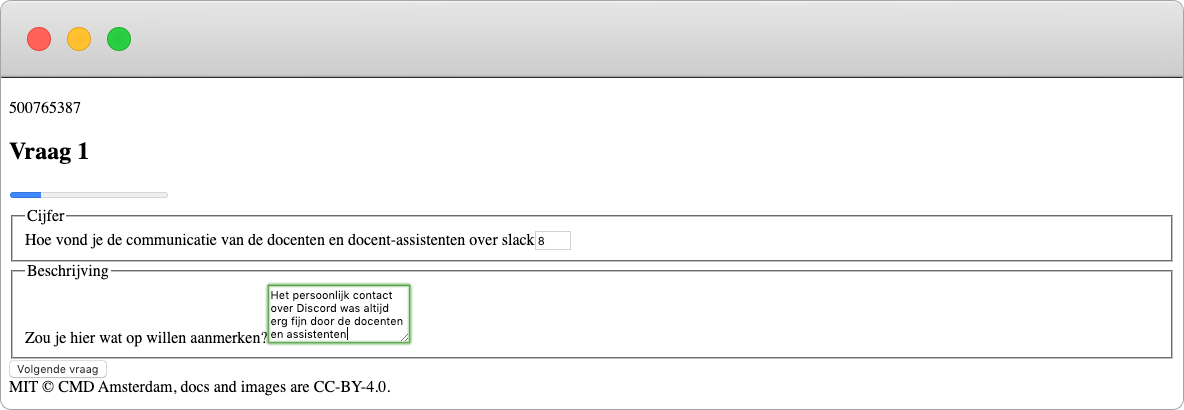 500765387
Vraag 1
Cijfer
Hoe vond je de communicatie van de docenten en docent-assistenten over slack 8
Beschrijving
Zou je hier wat op willen aanmerken?
Het persoonlijk contact
over Discord was altijd
erg fijn door de docenten
en assistenten
Volgende vraag
MIT © CMD Amsterdam, docs and images are CC-BY-4.0.